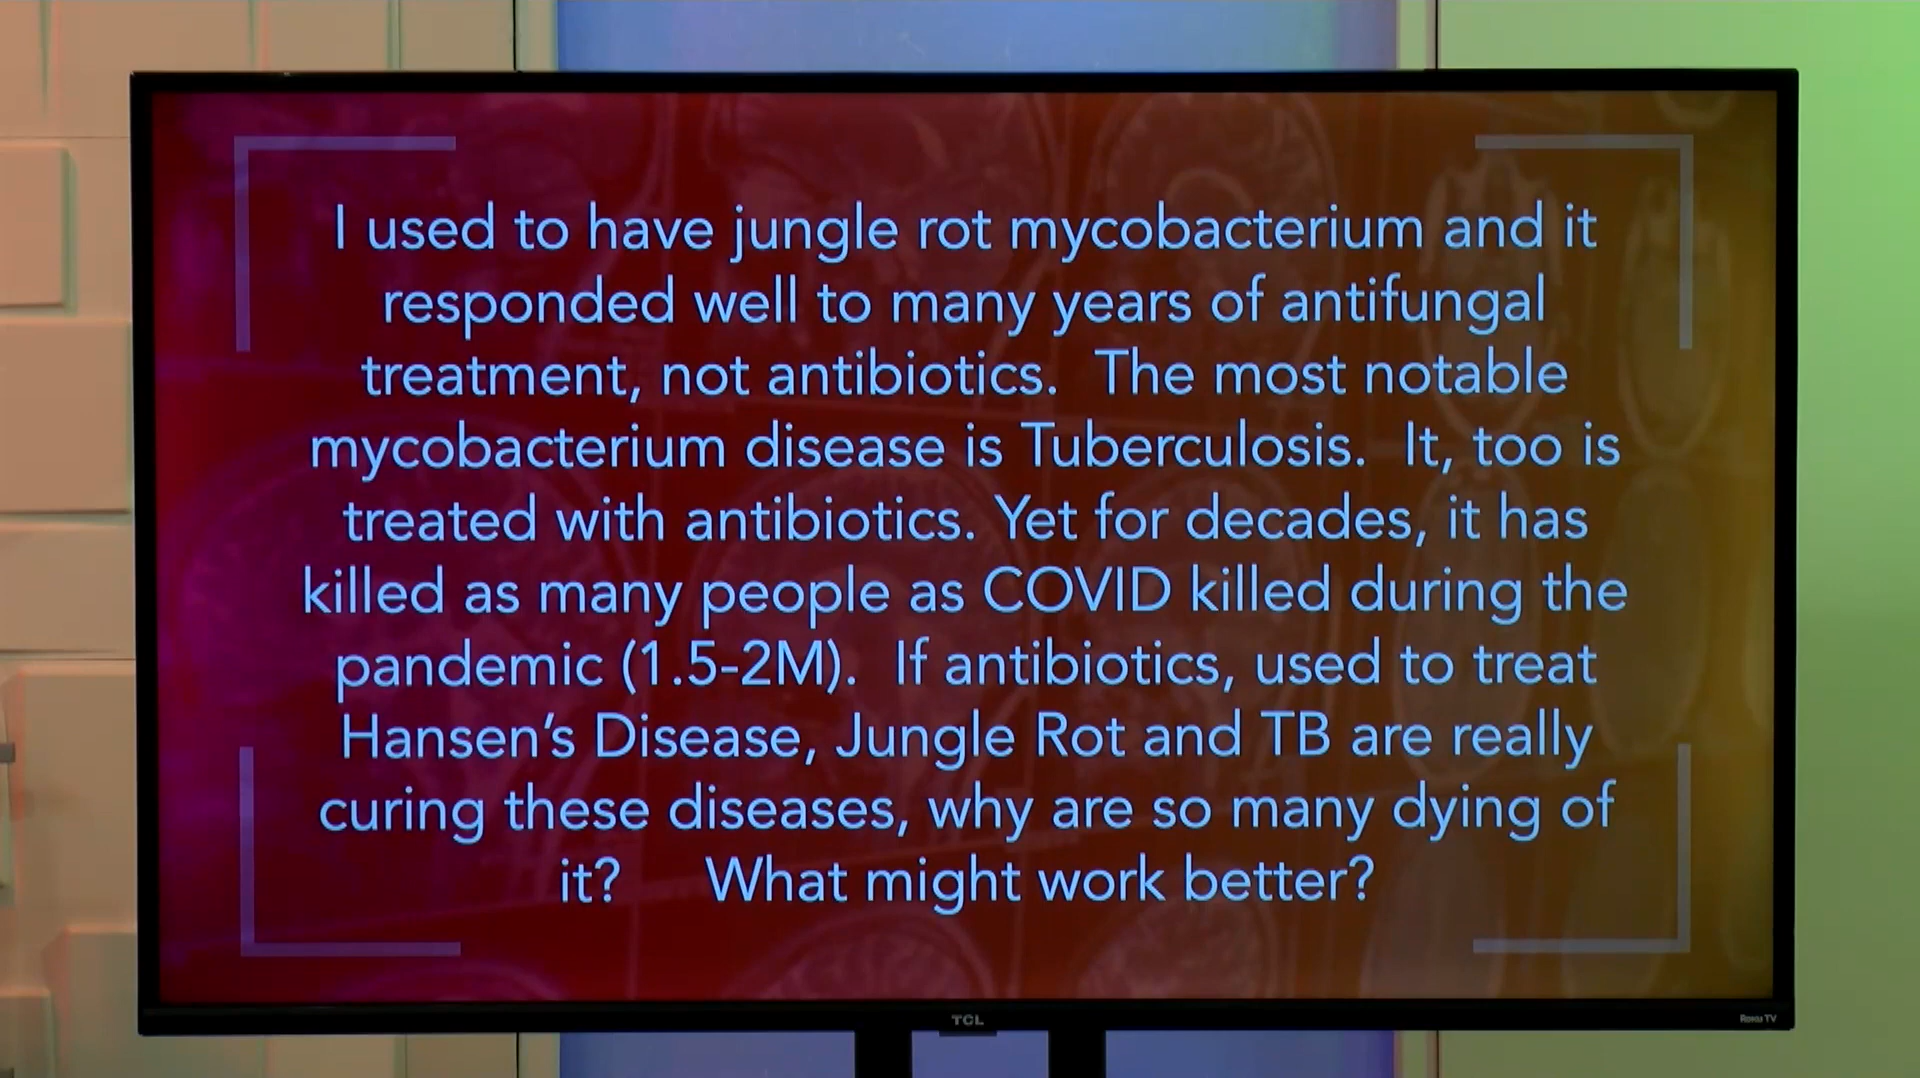 I used to have jungle rot mycobacterium and it
responded well to many years of antifungal
treatment, not antibiotics. The most notable
mycobacterium disease is Tuberculosis. It, too is
treated with antibiotics. Yet for decades, it has
killed as many people as COVID killed during the
pandemic (1.5-2M). If antibiotics, used to treat
Hansen's Disease, Jungle Rot and TB are really
curing these diseases, why are so many dying of
it? What might work better?
TCL
Roku TV